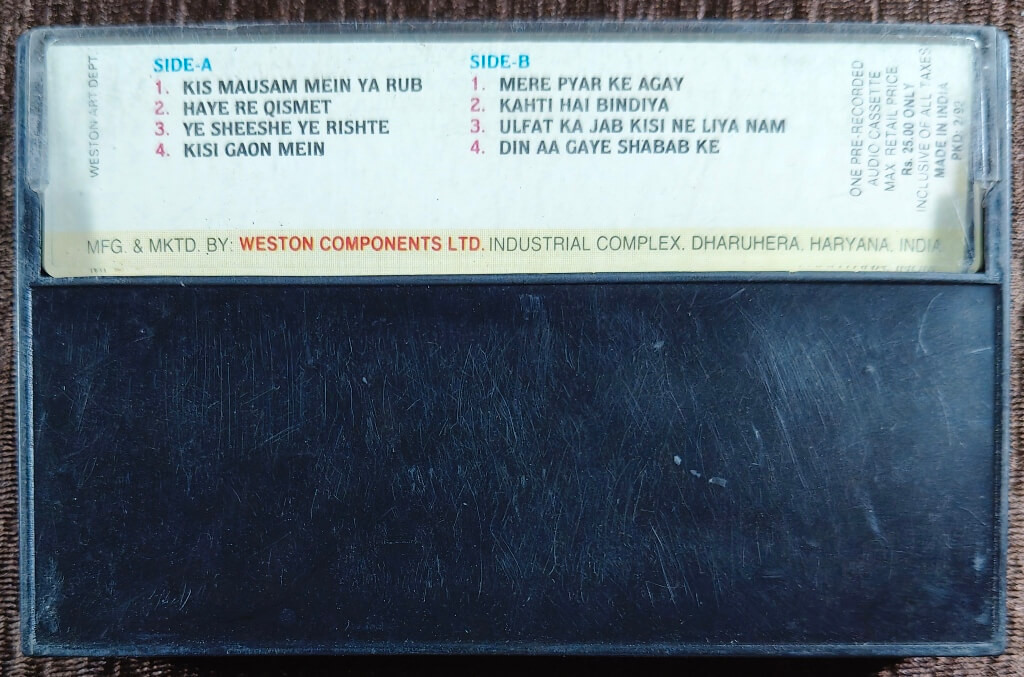 WESTON ART DEPT.
SIDE-A
1. KIS MAUSAM MEIN YA RUB
2. HAYE RE QISMET
3. YE SHEESHE YE RISHTE
4. KISI GAON MEIN
SIDE-B
1. MERE PYAR KE AGAY
2. KAHTI HAI BINDIYA
3. ULFAT KA JAB KISI NE LIYA NAM
4. DIN AA GAYE SHABAB KE
ONE PRE-RECORDED
AUDIO CASSETTE
MAX RETAIL PRICE
Rs. 25.00 ONLY
INCLUSIVE OF ALL TAXES
MADE IN INDIA
PKD.
MFG. & MKTD. BY: WESTON COMPONENTS LTD. INDUSTRIAL COMPLEX, DHARUHERA, HARYANA, INDIA